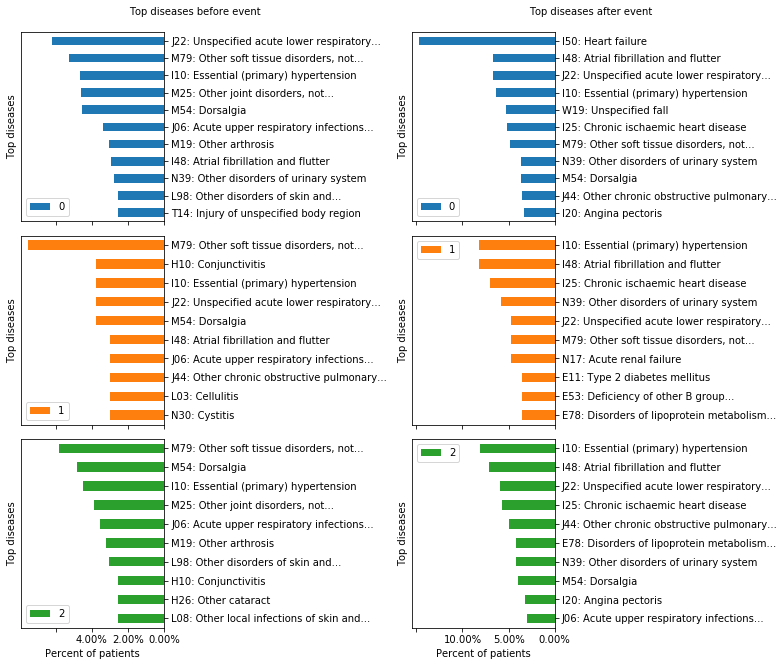 Top diseases before event
Top diseases
J22: Unspecified acute lower respiratory...
M79: Other soft tissue disorders, not...
I10: Essential (primary) hypertension
M25: Other joint disorders, not...
M54: Dorsalgia
J06: Acute upper respiratory infections...
M19: Other arthrosis
I48: Atrial fibrillation and flutter
N39: Other disorders of urinary system
L98: Other disorders of skin and...
T14: Injury of unspecified body region
0
Top diseases after event
Top diseases
I50: Heart failure
I48: Atrial fibrillation and flutter
J22: Unspecified acute lower respiratory...
I10: Essential (primary) hypertension
W19: Unspecified fall
I25: Chronic ischaemic heart disease
M79: Other soft tissue disorders, not...
N39: Other disorders of urinary system
M54: Dorsalgia
J44: Other chronic obstructive pulmonary...
I20: Angina pectoris
0
Top diseases
M79: Other soft tissue disorders, not...
H10: Conjunctivitis
I10: Essential (primary) hypertension
J22: Unspecified acute lower respiratory...
M54: Dorsalgia
I48: Atrial fibrillation and flutter
J06: Acute upper respiratory infections...
J44: Other chronic obstructive pulmonary...
L03: Cellulitis
N30: Cystitis
1
Top diseases
1
I10: Essential (primary) hypertension
I48: Atrial fibrillation and flutter
I25: Chronic ischaemic heart disease
N39: Other disorders of urinary system
J22: Unspecified acute lower respiratory...
M79: Other soft tissue disorders, not...
N17: Acute renal failure
E11: Type 2 diabetes mellitus
E53: Deficiency of other B group...
E78: Disorders of lipoprotein metabolism...
Top diseases
M79: Other soft tissue disorders, not...
M54: Dorsalgia
I10: Essential (primary) hypertension
M25: Other joint disorders, not...
J06: Acute upper respiratory infections...
M19: Other arthrosis
L98: Other disorders of skin and...
H10: Conjunctivitis
H26: Other cataract
L08: Other local infections of skin and...
2
4.00% 2.00% 0.00%
Percent of patients
Top diseases
2
I10: Essential (primary) hypertension
I48: Atrial fibrillation and flutter
J22: Unspecified acute lower respiratory...
I25: Chronic ischaemic heart disease
J44: Other chronic obstructive pulmonary...
E78: Disorders of lipoprotein metabolism...
N39: Other disorders of urinary system
M54: Dorsalgia
I20: Angina pectoris
J06: Acute upper respiratory infections...
10.00% 5.00% 0.00%
Percent of patients